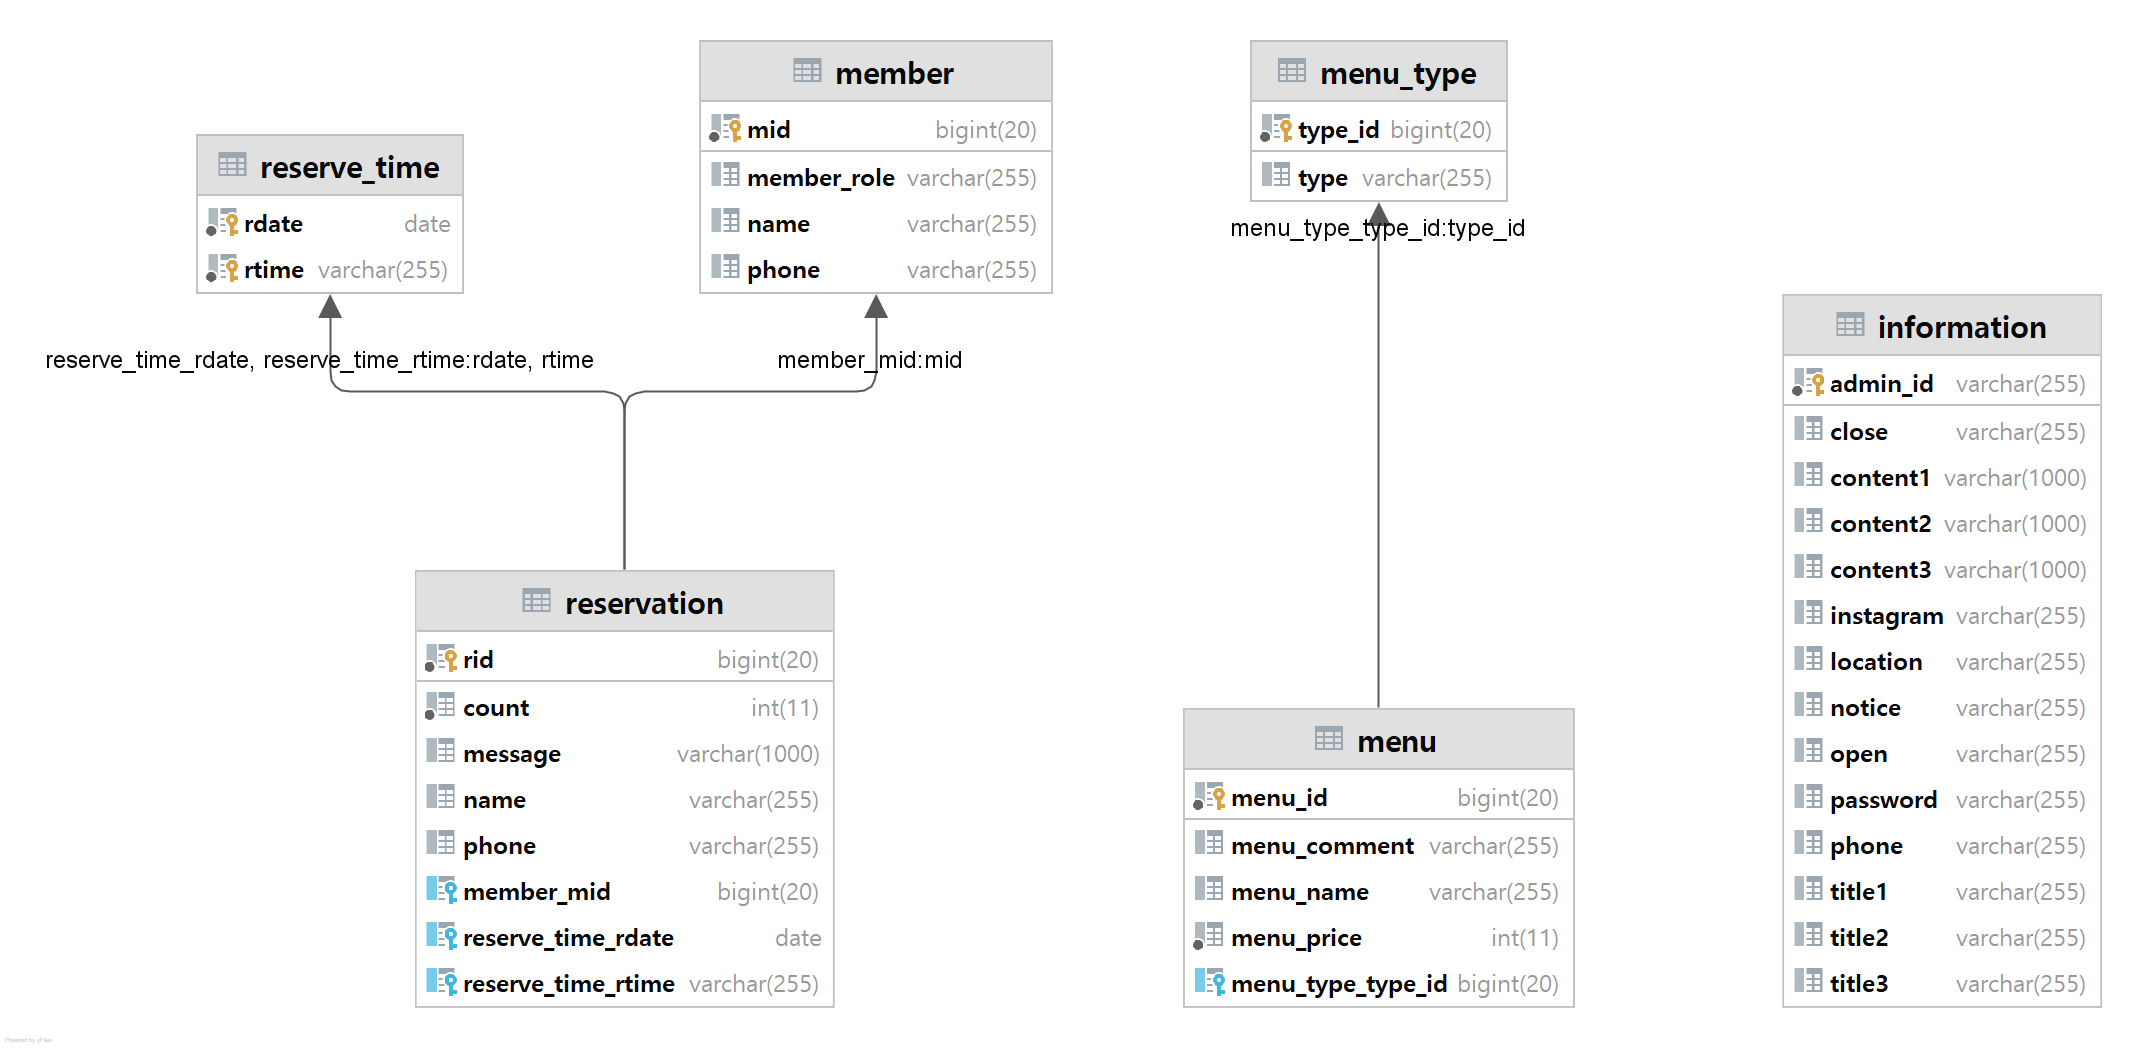 reserve_time
rdate date
rtime varchar(255)
member
mid bigint(20)
member_role varchar(255)
name varchar(255)
phone varchar(255)
reserve_time_rdate, reserve_time_rtime:rdate, rtime
member_mid:mid
reservation
rid bigint(20)
count int(11)
message varchar(1000)
name varchar(255)
phone varchar(255)
member_mid bigint(20)
reserve_time_rdate date
reserve_time_rtime varchar(255)
menu_type
type_id bigint(20)
type varchar(255)
menu_type_type_id:type_id
menu
menu_id bigint(20)
menu_comment varchar(255)
menu_name varchar(255)
menu_price int(11)
menu_type_type_id bigint(20)
information
admin_id varchar(255)
close varchar(255)
content1 varchar(1000)
content2 varchar(1000)
content3 varchar(1000)
instagram varchar(255)
location varchar(255)
notice varchar(255)
open varchar(255)
password varchar(255)
phone varchar(255)
title1 varchar(255)
title2 varchar(255)
title3 varchar(255)
Powered by yFiles